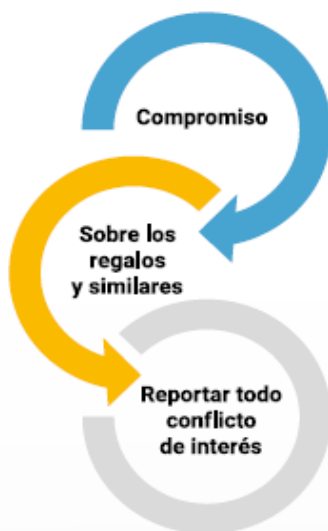 Compromiso
Sobre los
regalos
y similares
Reportar todo
conflicto
de interés